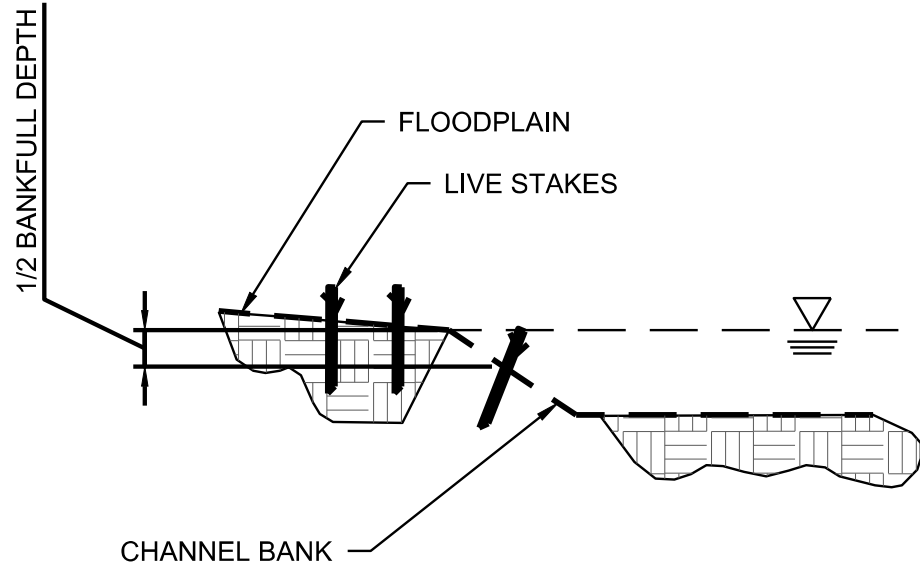 1/2 BANKFULL DEPTH
FLOODPLAIN
LIVE STAKES
CHANNEL BANK